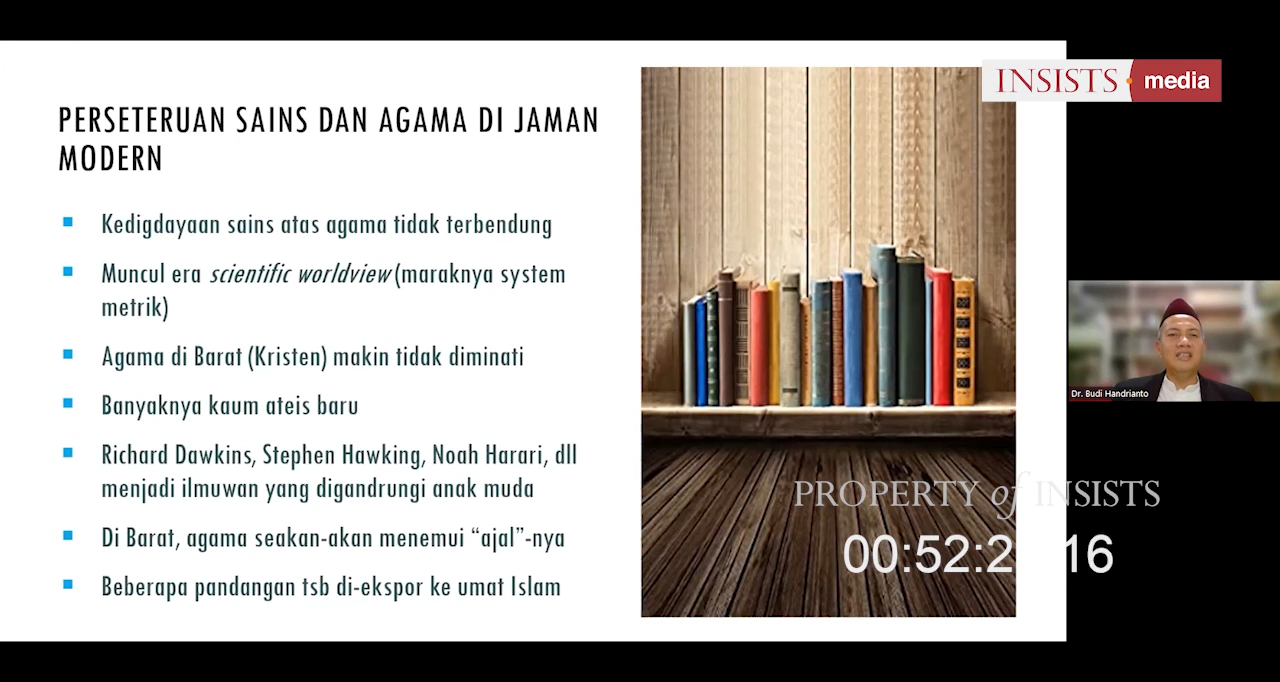 INSISTS media
PERSETERUAN SAINS DAN AGAMA DI JAMAN
MODERN
Kedigdayaan sains atas agama tidak terbendung
Muncul era scientific worldview (maraknya system
metrik)
Agama di Barat (Kristen) makin tidak diminati
Banyaknya kaum ateis baru
Richard Dawkins, Stephen Hawking, Noah Harari, dll
menjadi ilmuwan yang digandrungi anak muda
Di Barat, agama seakan-akan menemui “ajal”-nya
Beberapa pandangan tsb di-ekspor ke umat Islam
Dr. Budi Handrianto
PROPERTY of INSISTS